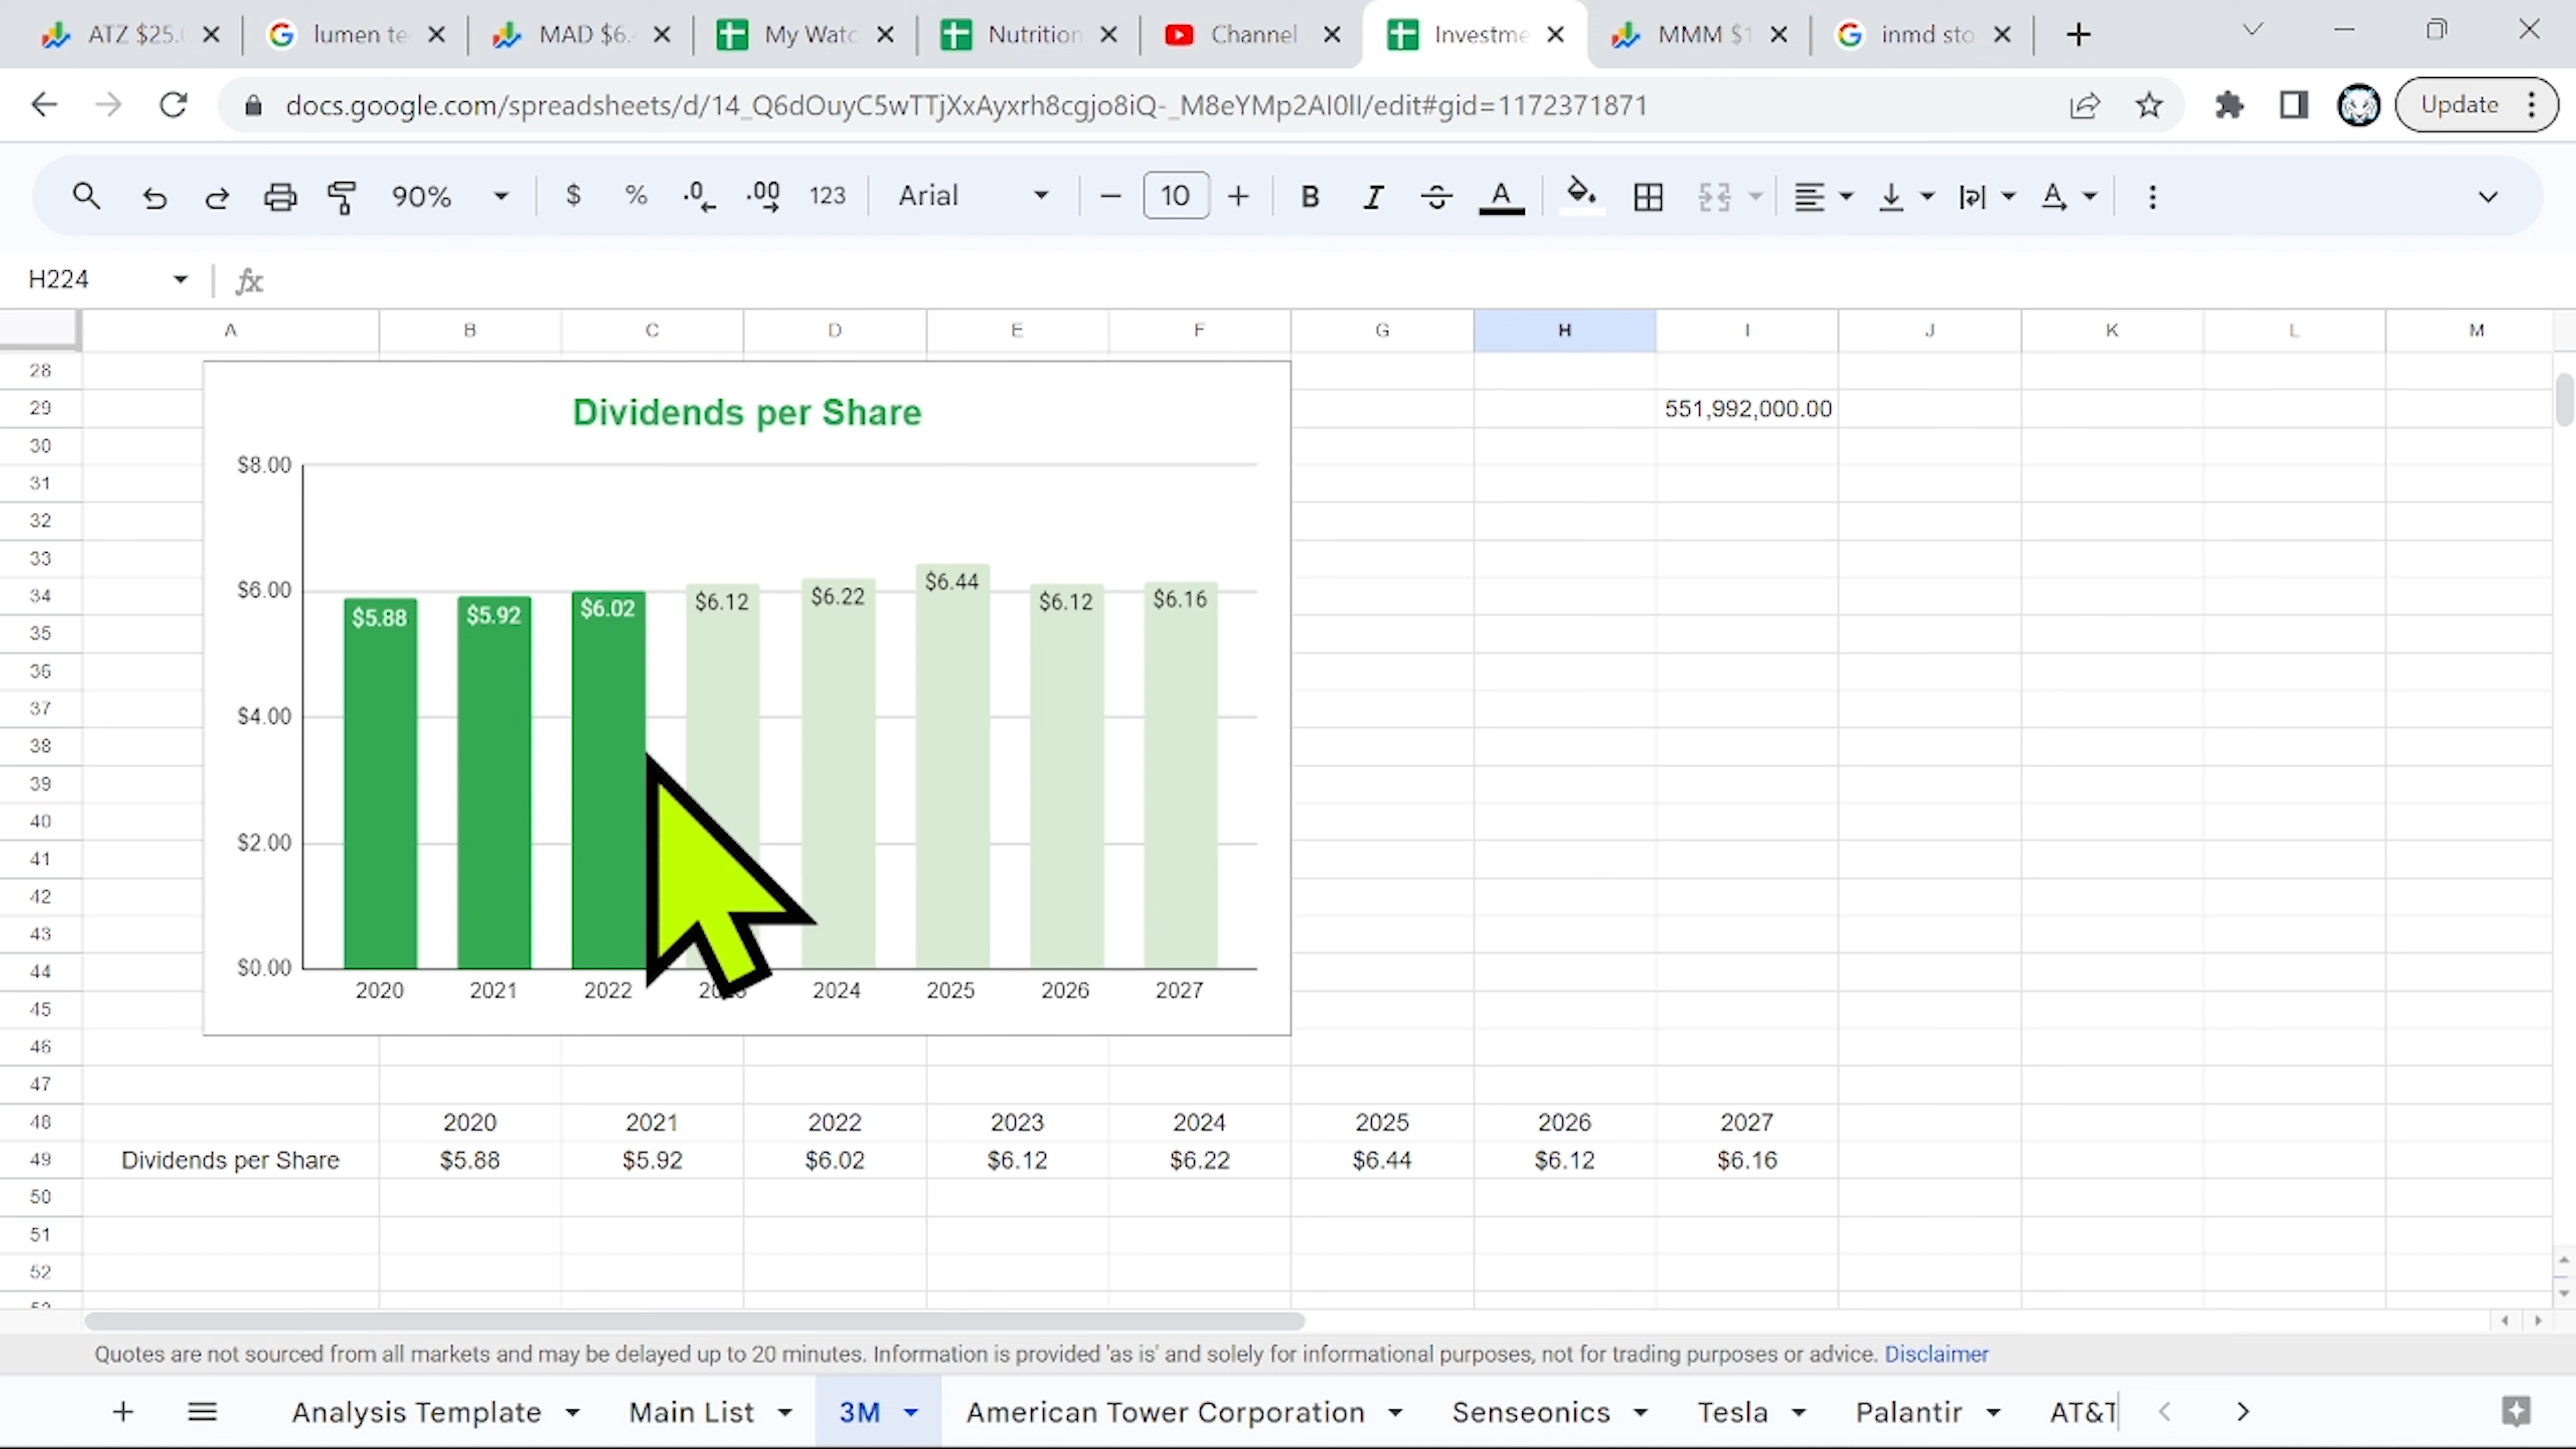 ATZ $25.(
lumen te
MAD $6.
My Watc
Nutrition
Channel
Investme
MMM $1
inmd sto
docs.google.com/spreadsheets/d/14_Q6dOuyC5wTTjXxAyxrh8cgjo8iQ-_M8eYMp2AI0lI/edit#gid=1172371871
Update
90% $ % .0 .00 123 Arial 10 B I A
H224 fx
A B C D E F G H I J K L M
28
29 551,992,000.00
30
31
32
33
34
35
36
37
38
39
40
41
42
43
44
45
46
47
Dividends per Share
$8.00
$6.00
$4.00
$2.00
$0.00
$5.88 $5.92 $6.02 $6.12 $6.22 $6.44 $6.12 $6.16
2020 2021 2022 2024 2025 2026 2027
48 2020 2021 2022 2023 2024 2025 2026 2027
49 Dividends per Share $5.88 $5.92 $6.02 $6.12 $6.22 $6.44 $6.12 $6.16
50
51
52
Quotes are not sourced from all markets and may be delayed up to 20 minutes. Information is provided 'as is' and solely for informational purposes, not for trading purposes or advice. Disclaimer
Analysis Template Main List 3M American Tower Corporation Senseonics Tesla Palantir AT&T